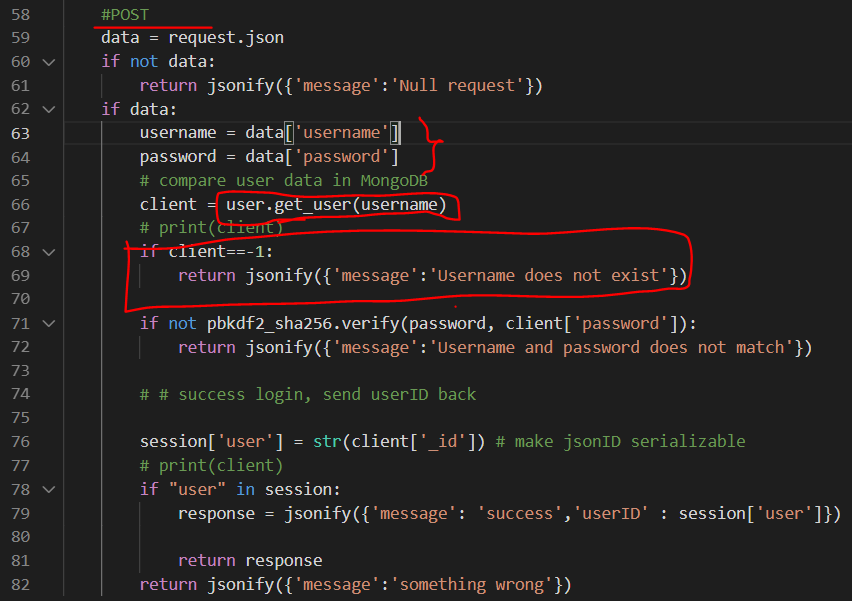 58 #POST
59 data = request.json
60 if not data:
61 return jsonify({'message':'Null request'})
62 if data:
63 username = data['username']
64 password = data['password']
65 # compare user data in MongoDB
66 client = user.get_user(username)
67 # print(client)
68 if client==-1:
69 return jsonify({'message':'Username does not exist'})
70
71 if not pbkdf2_sha256.verify(password, client['password']):
72 return jsonify({'message':'Username and password does not match'})
73
74 # # success login, send userID back
75
76 session['user'] = str(client['_id']) # make jsonID serializable
77 # print(client)
78 if "user" in session:
79 response = jsonify({'message': 'success','userID' : session['user']})
80
81 return response
82 return jsonify({'message':'something wrong'})